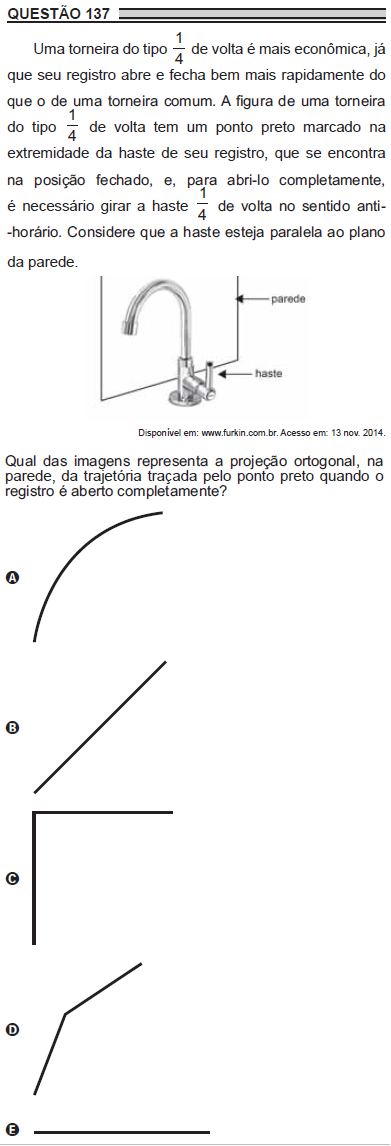 QUESTÃO 137
Uma torneira do tipo 1/4 de volta é mais econômica, já
que seu registro abre e fecha bem mais rapidamente do
que o de uma torneira comum. A figura de uma torneira
do tipo 1/4 de volta tem um ponto preto marcado na
extremidade da haste de seu registro, que se encontra
na posição fechado, e, para abri-lo completamente,
é necessário girar a haste 1/4 de volta no sentido anti-
-horário. Considere que a haste esteja paralela ao plano
da parede.
parede
haste
Disponível em: www.furkin.com.br. Acesso em: 13 nov. 2014.
Qual das imagens representa a projeção ortogonal, na
parede, da trajetória traçada pelo ponto preto quando o
registro é aberto completamente?
A
B
C
D
E